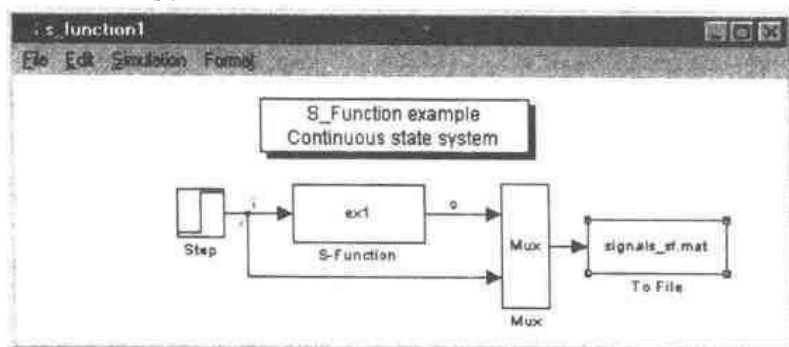 s_function1
File Edit Simulation Format
S_Function example
Continuous state system
ex1
Step
S-Function
Mux
Mux
signals_sf.mat
To File